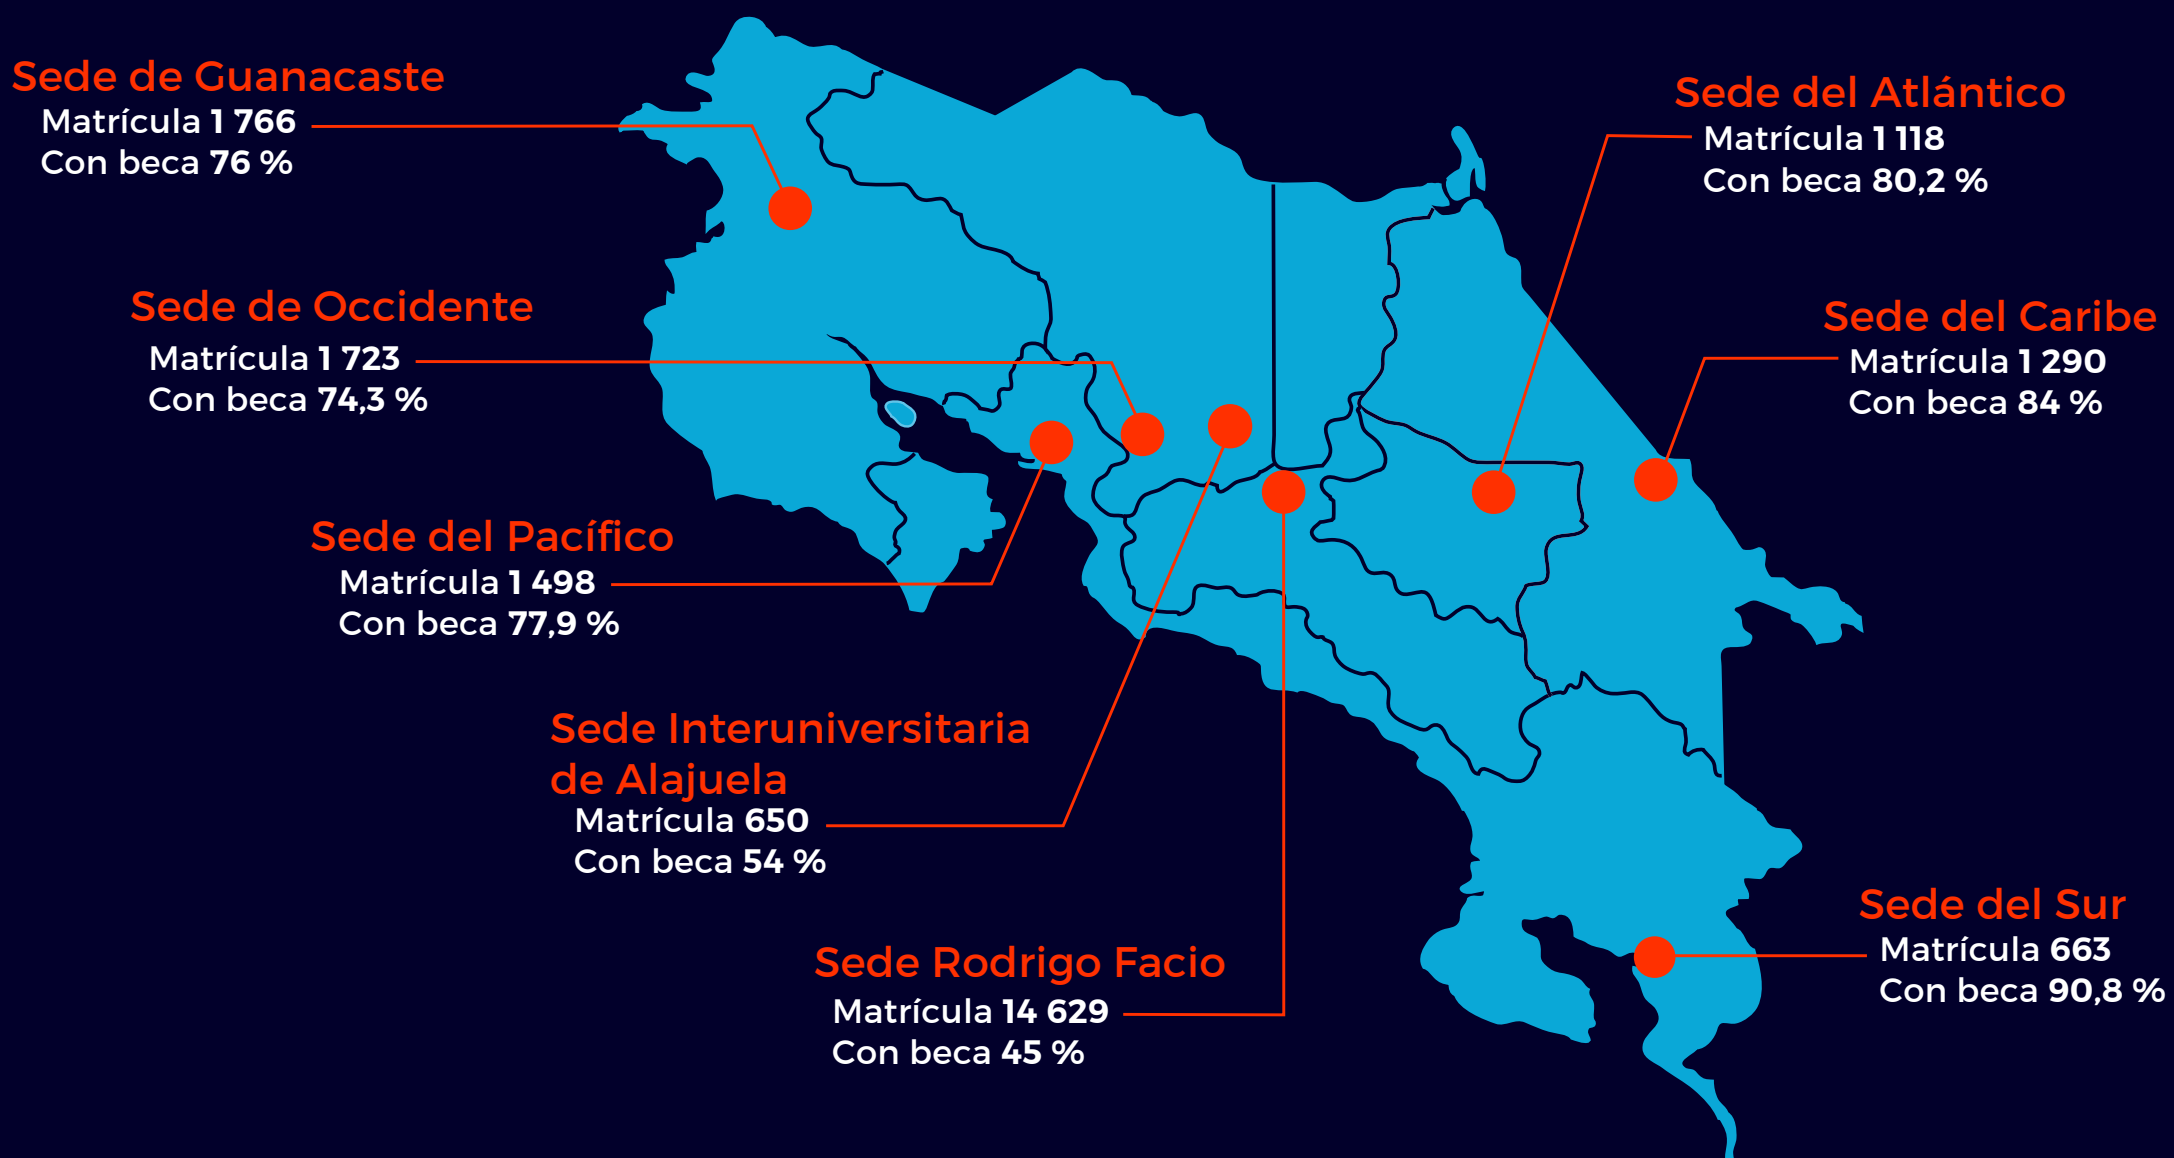 Sede de Guanacaste
Matrícula 1 766
Con beca 76 %
Sede de Occidente
Matrícula 1 723
Con beca 74,3 %
Sede del Pacífico
Matrícula 1 498
Con beca 77,9 %
Sede Interuniversitaria
de Alajuela
Matrícula 650
Con beca 54 %
Sede Rodrigo Facio
Matrícula 14 629
Con beca 45 %
Sede del Atlántico
Matrícula 1 118
Con beca 80,2 %
Sede del Caribe
Matrícula 1 290
Con beca 84 %
Sede del Sur
Matrícula 663
Con beca 90,8 %